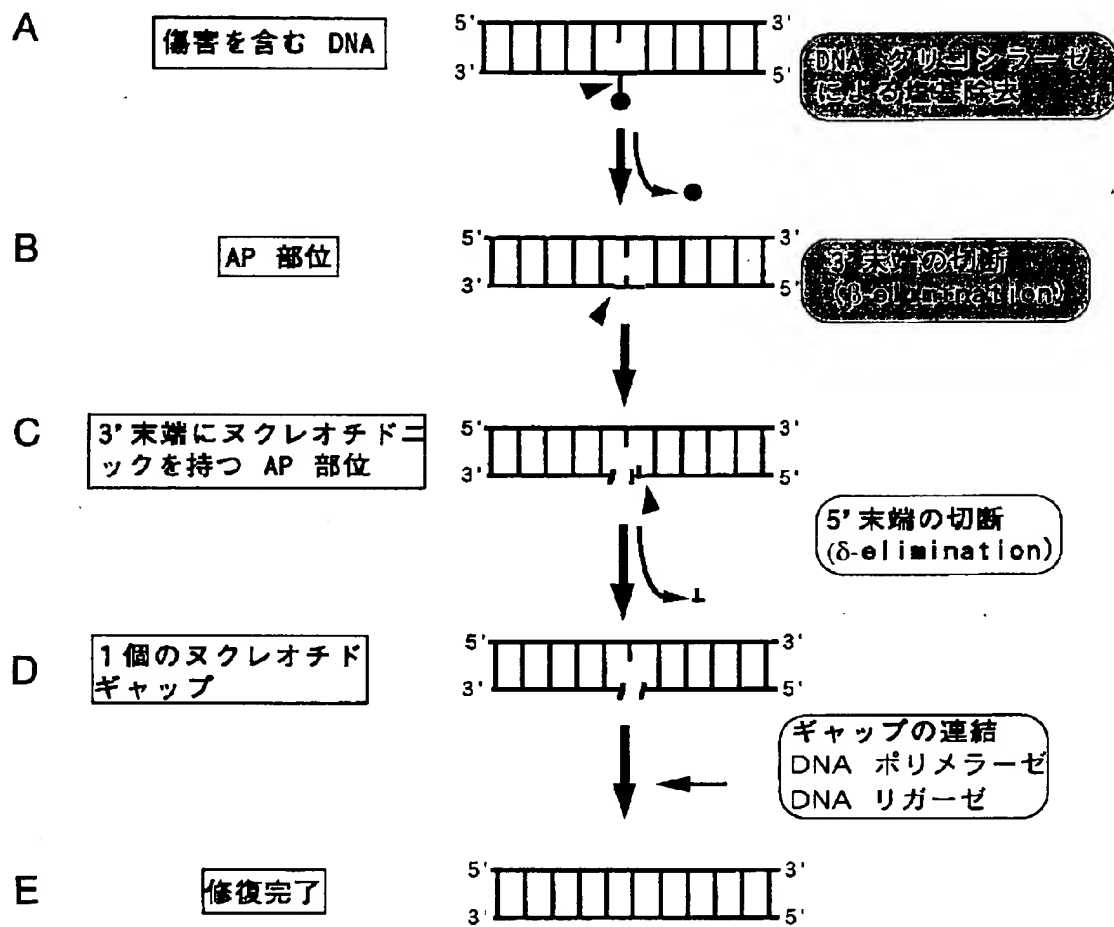 A
傷害を含む DNA
5' 3'
3' 5'
DNA グリコシラーゼ
による塩基除去
B
AP 部位
5' 3'
3' 5'
3'末端の切断
(β-elimination)
C
3'末端にヌクレオチドニ
ックを持つ AP 部位
5' 3'
3' 5'
5'末端の切断
(δ-elimination)
D
1個のヌクレオチド
ギャップ
5' 3'
3' 5'
ギャップの連結
DNA ポリメラーゼ
DNA リガーゼ
E
修復完了
5' 3'
3' 5'